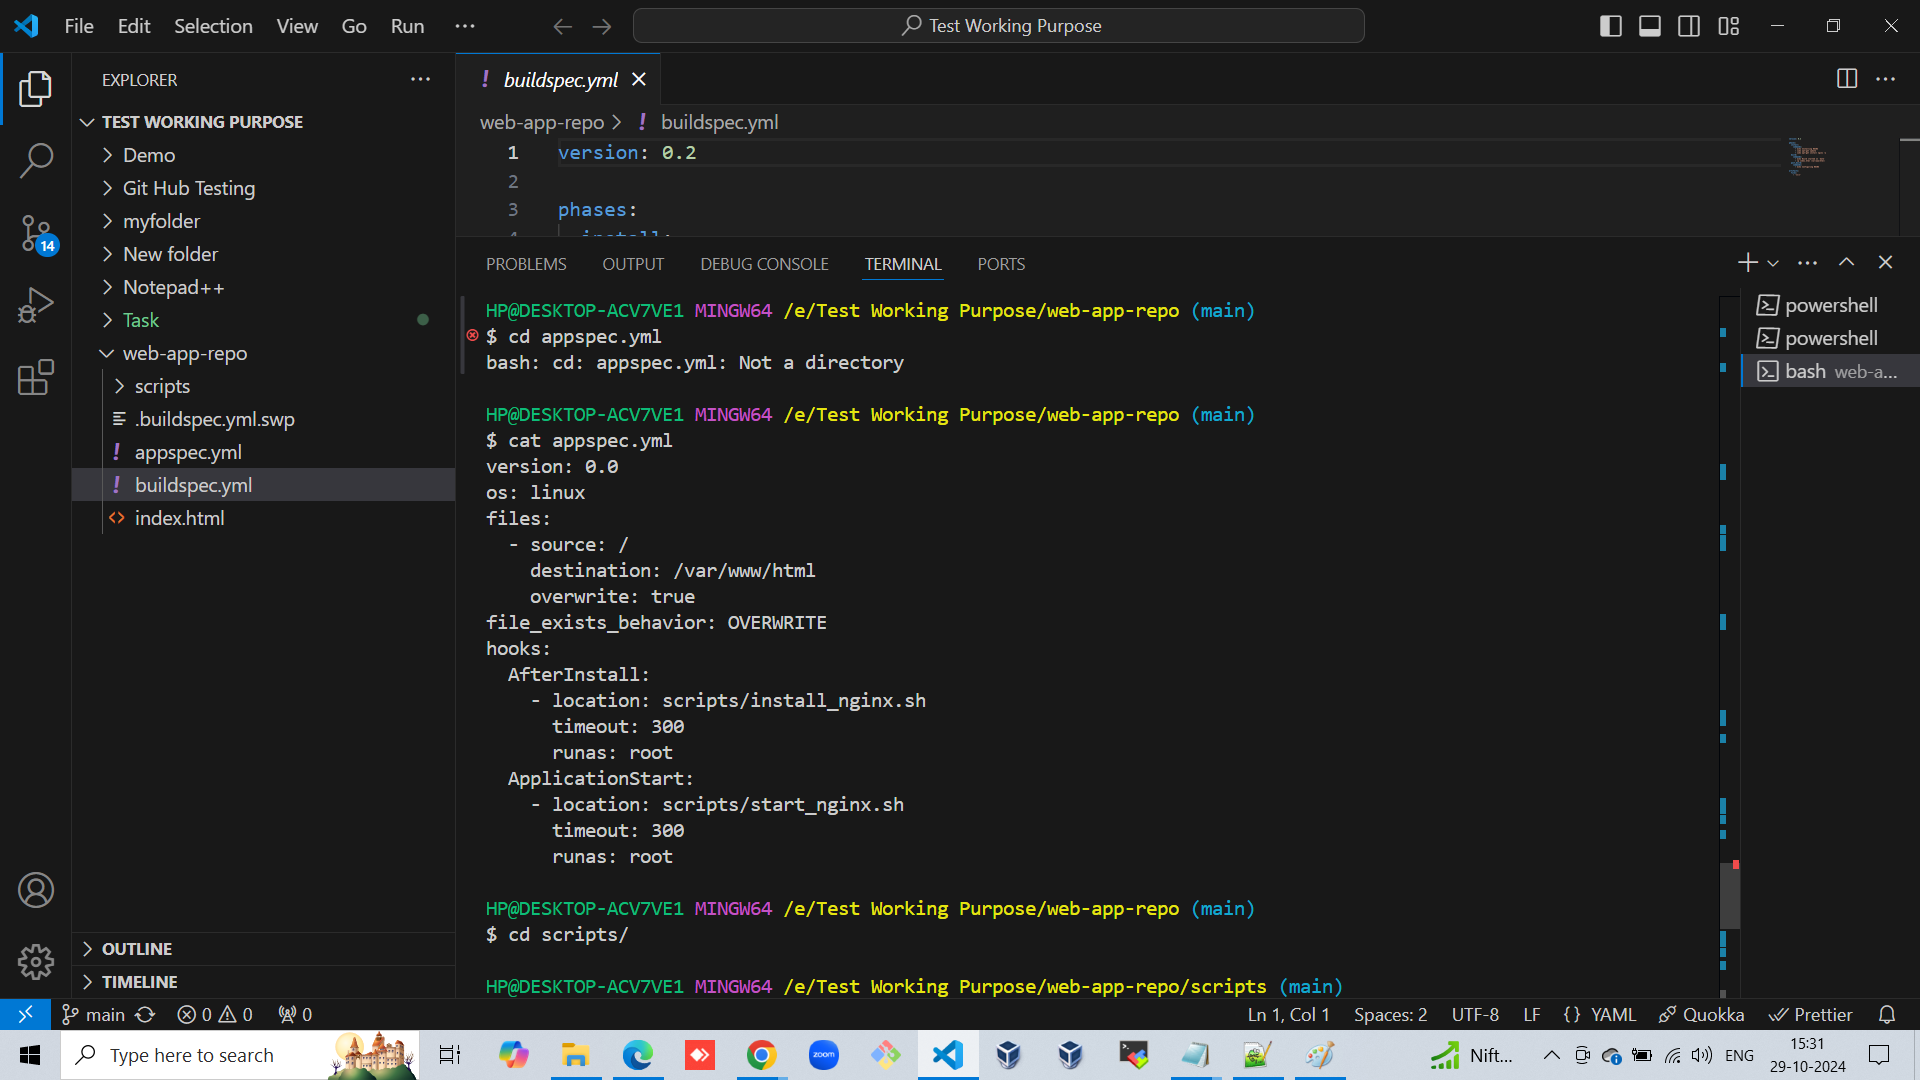 File Edit Selection View Go Run ··· Test Working Purpose
EXPLORER
TEST WORKING PURPOSE
Demo
Git Hub Testing
myfolder
New folder
Notepad++
Task
web-app-repo
scripts
.buildspec.yml.swp
! appspec.yml
! buildspec.yml
<> index.html
OUTLINE
TIMELINE
14
! buildspec.yml
web-app-repo > ! buildspec.yml
1 version: 0.2
2
3 phases:
4 install:
PROBLEMS OUTPUT DEBUG CONSOLE TERMINAL PORTS
HP@DESKTOP-ACV7VE1 MINGW64 /e/Test Working Purpose/web-app-repo (main)
$ cd appspec.yml
bash: cd: appspec.yml: Not a directory
HP@DESKTOP-ACV7VE1 MINGW64 /e/Test Working Purpose/web-app-repo (main)
$ cat appspec.yml
version: 0.0
os: linux
files:
- source: /
destination: /var/www/html
overwrite: true
file_exists_behavior: OVERWRITE
hooks:
AfterInstall:
- location: scripts/install_nginx.sh
timeout: 300
runas: root
ApplicationStart:
- location: scripts/start_nginx.sh
timeout: 300
runas: root
HP@DESKTOP-ACV7VE1 MINGW64 /e/Test Working Purpose/web-app-repo (main)
$ cd scripts/
HP@DESKTOP-ACV7VE1 MINGW64 /e/Test Working Purpose/web-app-repo/scripts (main)
powershell
powershell
bash web-a...
main 0 0 0 Ln 1, Col 1 Spaces: 2 UTF-8 LF {} YAML Quokka Prettier
Type here to search
zoom
Nift...
ENG
15:31
29-10-2024